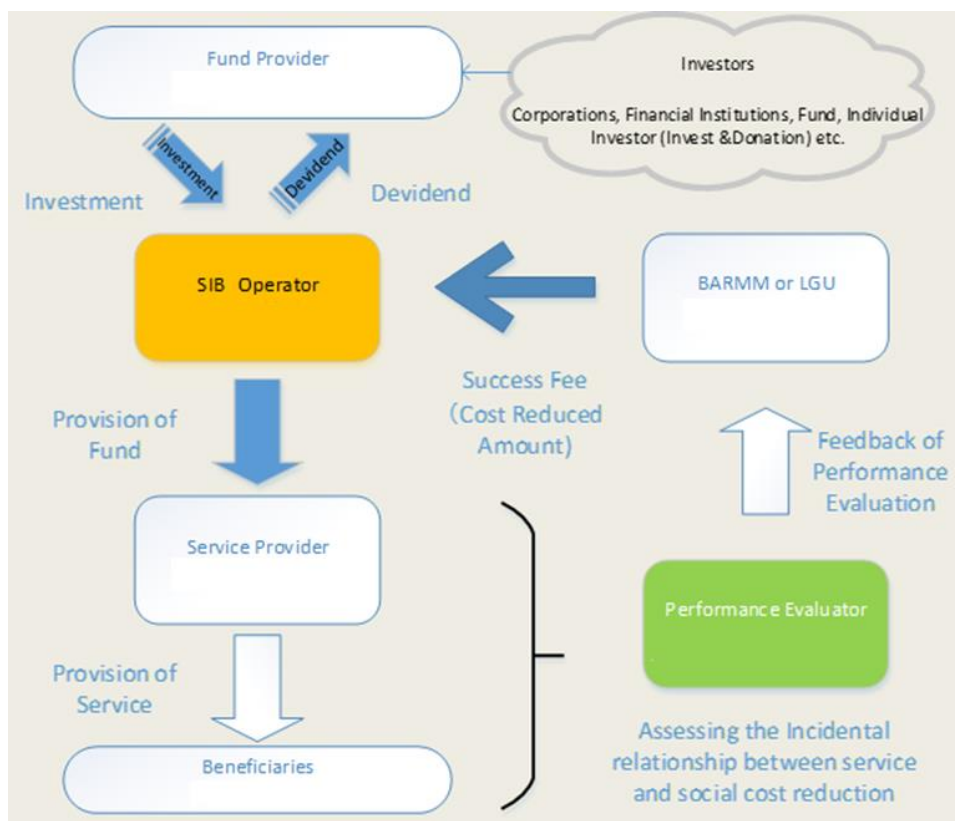 Fund Provider
Investors
Corporations, Financial Institutions, Fund, Individual
Investor (Invest &Donation) etc.
Investment
Dividend
Investment
Devidend
SIB Operator
BARMM or LGU
Success Fee
(Cost Reduced
Amount)
Provision of
Fund
Feedback of
Performance
Evaluation
Service Provider
Performance Evaluator
Provision of
Service
Assessing the Incidental
relationship between service
and social cost reduction
Beneficiaries